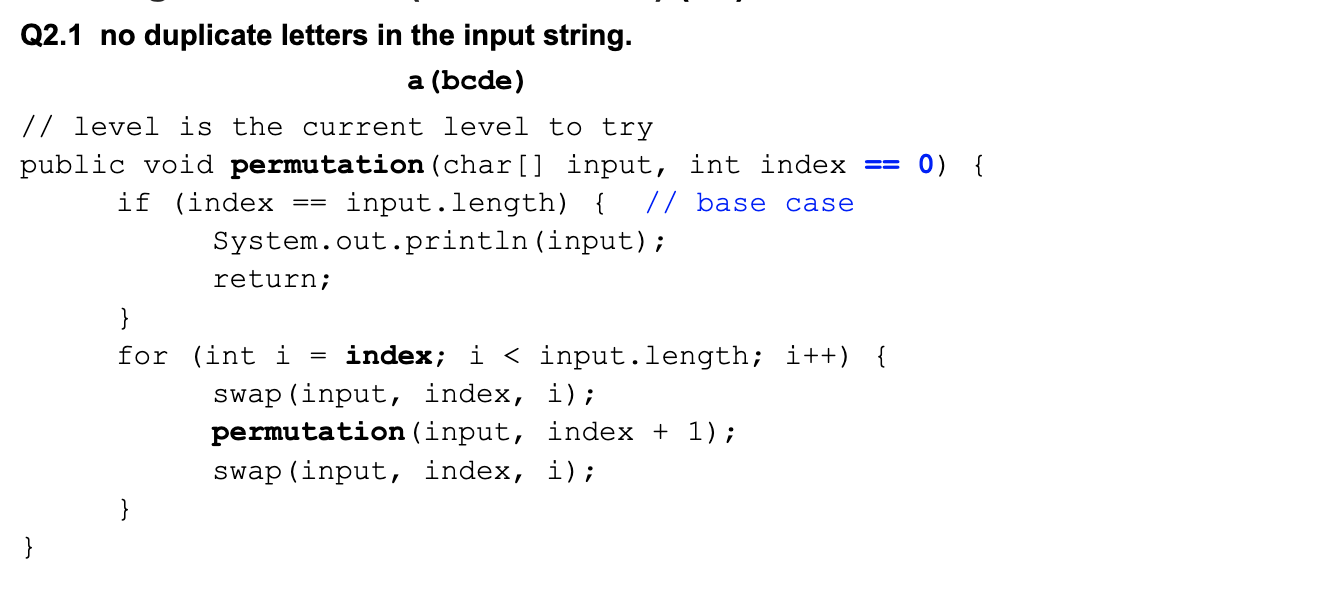 Q2.1 no duplicate letters in the input string.
a(bcde)
// level is the current level to try
public void permutation(char[] input, int index == 0) {
if (index == input.length) { // base case
System.out.println(input);
return;
}
for (int i = index; i < input.length; i++) {
swap(input, index, i);
permutation(input, index + 1);
swap(input, index, i);
}
}